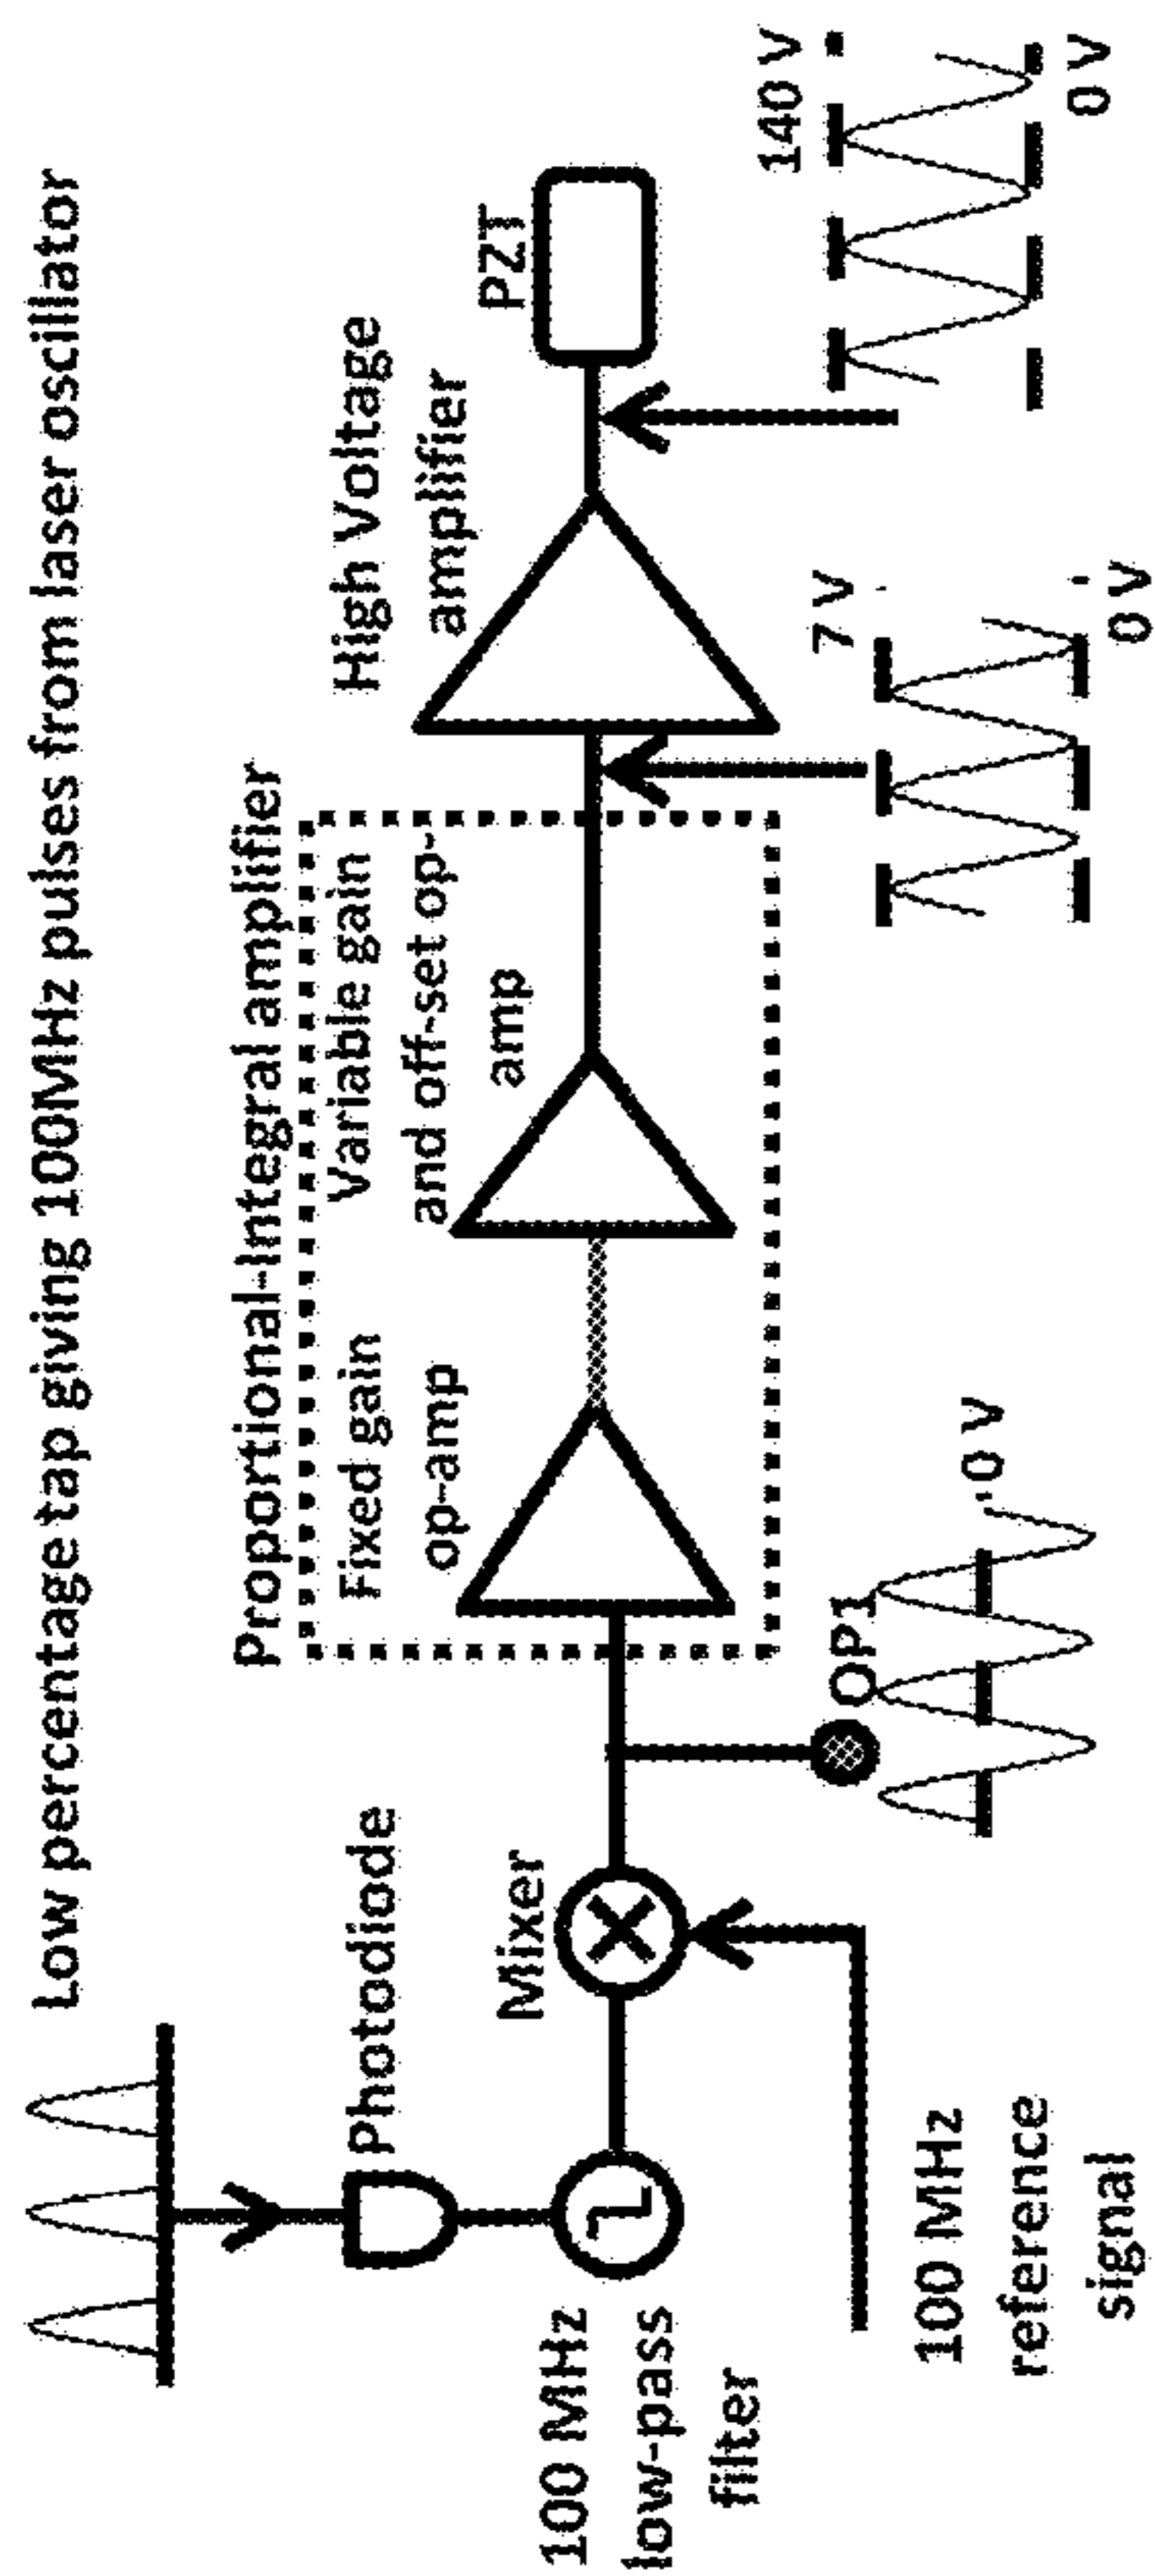 Low percentage tap giving 100MHz pulses from laser oscillator
Photodiode
100 MHz
low-pass
filter
Mixer
100 MHz
reference
signal
OP1
0 V
Proportional-Integral amplifier
Fixed gain
op-amp
Variable gain
and off-set op-
amp
7 V
0 V
High Voltage
amplifier
PZT
140 V
0 V